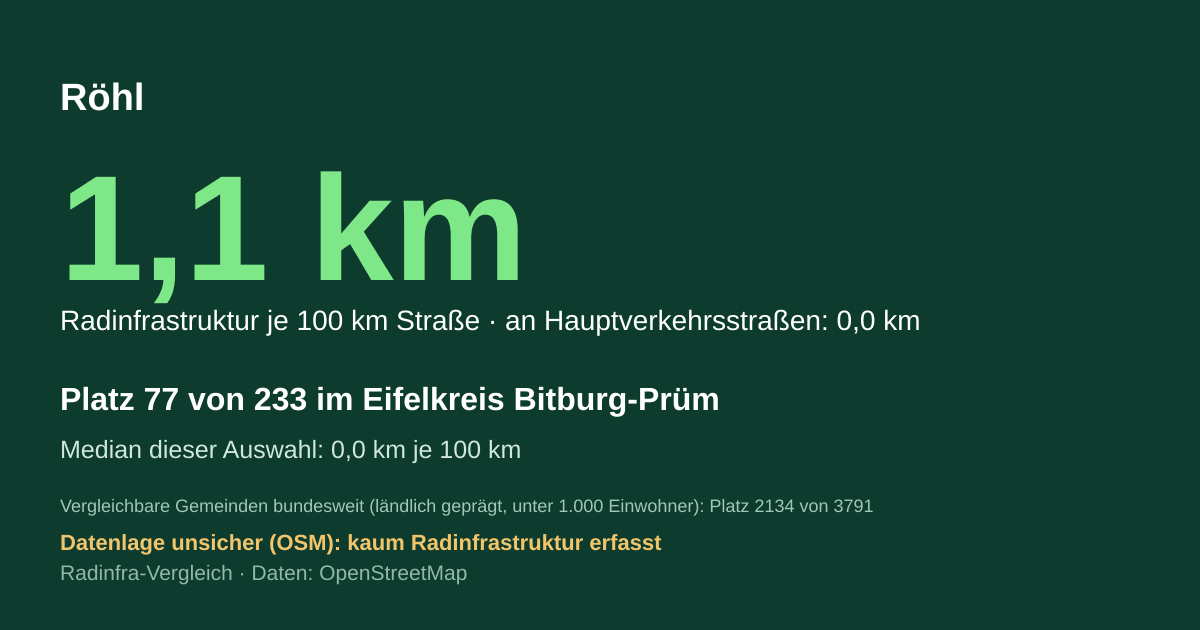 Röhl
1,1 km
Radinfrastruktur je 100 km Straße · an Hauptverkehrsstraßen: 0,0 km
Platz 77 von 233 im Eifelkreis Bitburg-Prüm
Median dieser Auswahl: 0,0 km je 100 km
Vergleichbare Gemeinden bundesweit (ländlich geprägt, unter 1.000 Einwohner): Platz 2134 von 3791
Datenlage unsicher (OSM): kaum Radinfrastruktur erfasst
Radinfra-Vergleich · Daten: OpenStreetMap